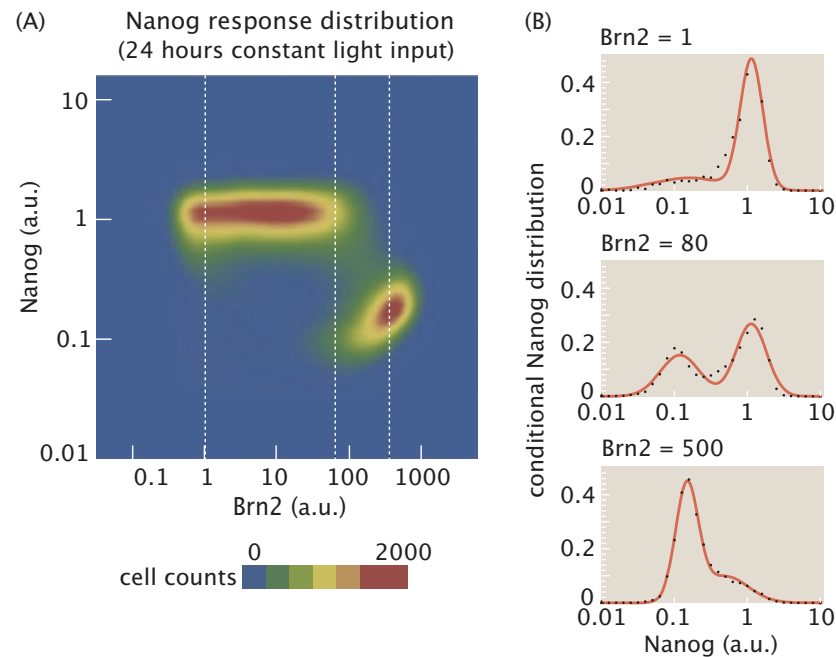 (A)
Nanog response distribution
(24 hours constant light input)
10
1
0.1
0.01
Nanog (a.u.)
0.1 1 10 100 1000
Brn2 (a.u.)
0 2000
cell counts
(B)
conditional Nanog distribution
Brn2 = 1
0.4
0.2
0
0.01 0.1 1 10
Brn2 = 80
0.4
0.2
0
0.01 0.1 1 10
Brn2 = 500
0.4
0.2
0
0.01 0.1 1 10
Nanog (a.u.)